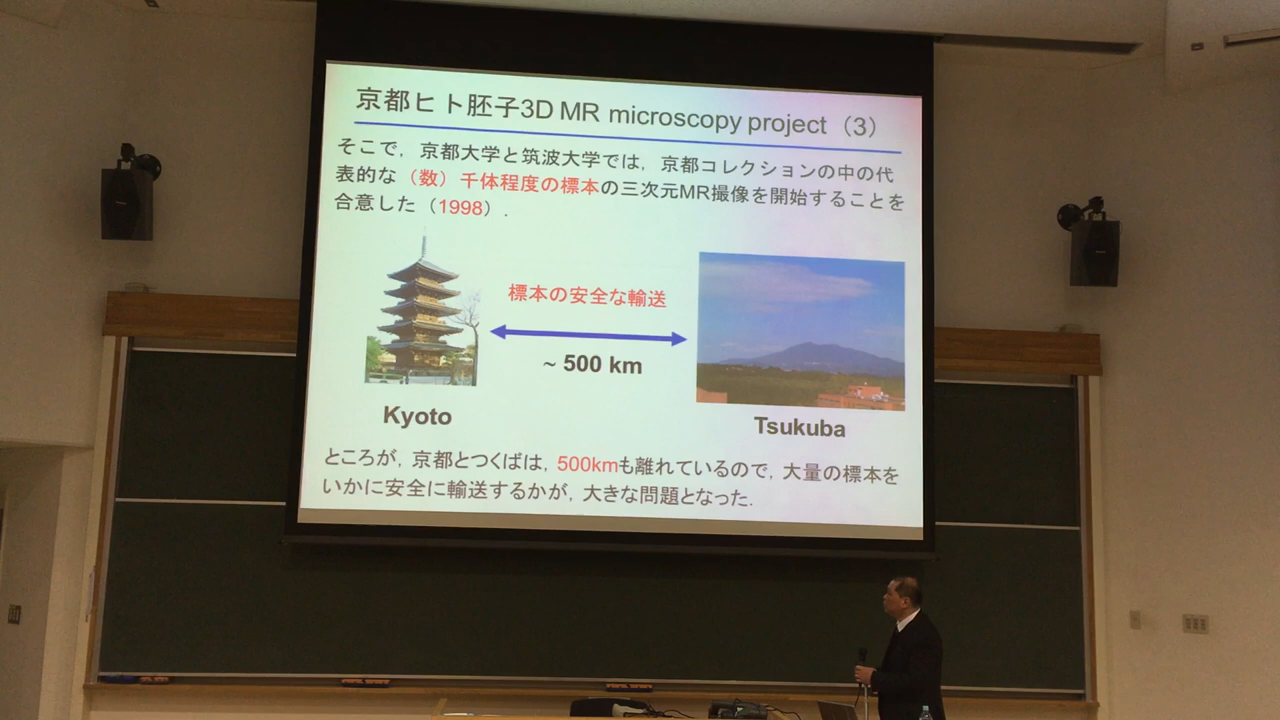 京都ヒト胚子3D MR microscopy project（3）
そこで，京都大学と筑波大学では，京都コレクションの中の代
表的な（数）千体程度の標本の三次元MR撮像を開始することを
合意した（1998）．
標本の安全な輸送
~ 500 km
Kyoto
Tsukuba
ところが，京都とつくばは，500kmも離れているので，大量の標本を
いかに安全に輸送するかが，大きな問題となった．